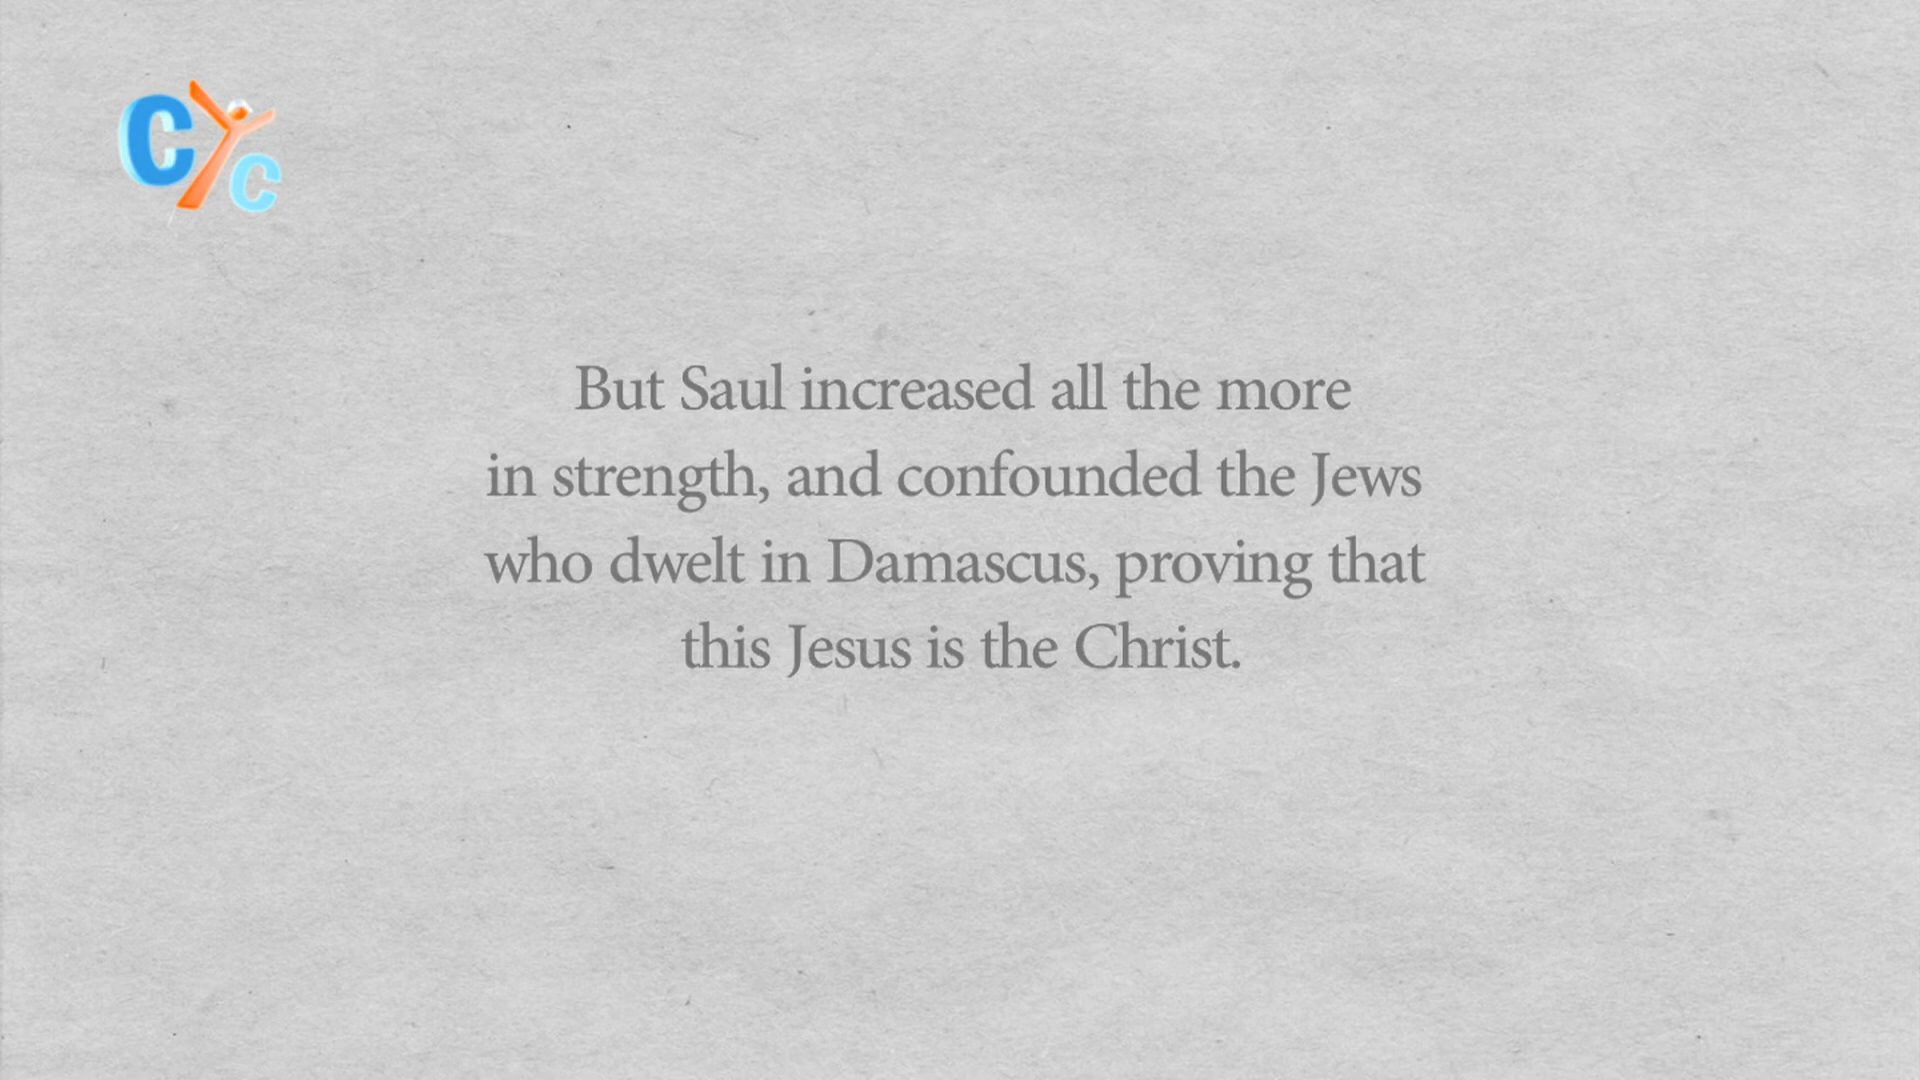 CYC
But Saul increased all the more
in strength, and confounded the Jews
who dwelt in Damascus, proving that
this Jesus is the Christ.